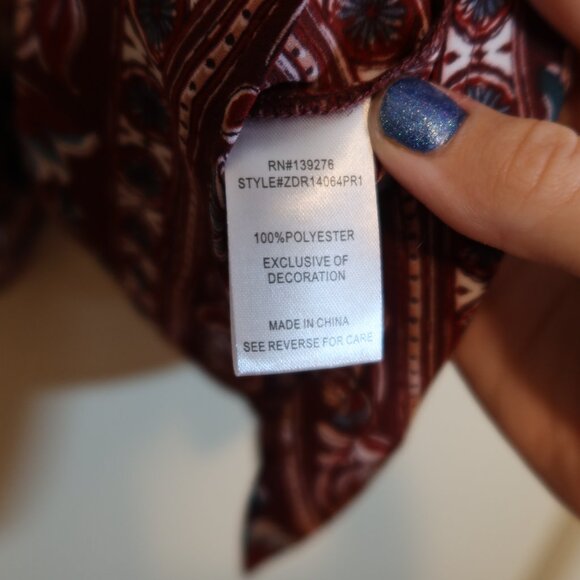 RN#139276
STYLE#ZDR14064PR1
100%POLYESTER
EXCLUSIVE OF
DECORATION
MADE IN CHINA
SEE REVERSE FOR CARE